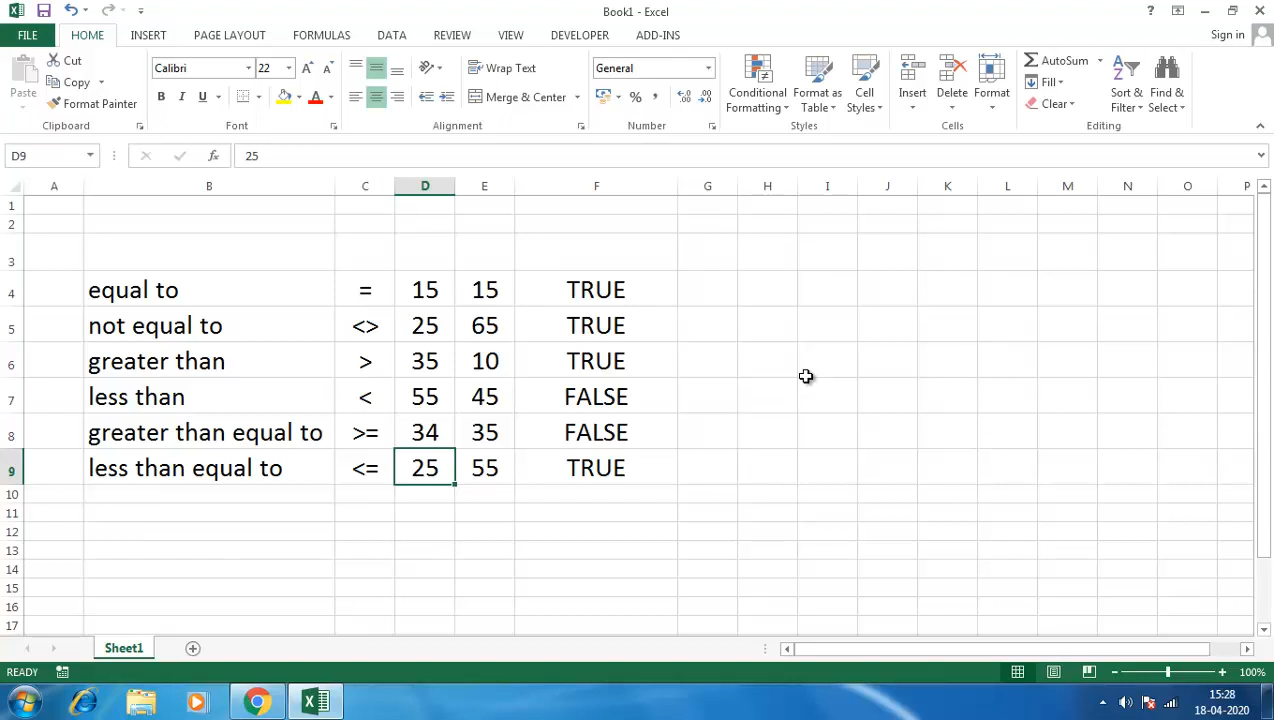 Book1 - Excel
FILE HOME INSERT PAGE LAYOUT FORMULAS DATA REVIEW VIEW DEVELOPER ADD-INS Sign in
Paste Cut Copy Format Painter
Calibri 22
B I U A
Wrap Text
Merge & Center
General
%
Conditional Formatting
Format as Table
Cell Styles
Insert Delete Format
AutoSum
Fill
Clear
Sort & Filter
Find & Select
Clipboard Font Alignment Number Styles Cells Editing
D9 fx 25
A B C D E F G H I J K L M N O P
1
2
3
4 equal to = 15 15 TRUE
5 not equal to <> 25 65 TRUE
6 greater than > 35 10 TRUE
7 less than < 55 45 FALSE
8 greater than equal to >= 34 35 FALSE
9 less than equal to <= 25 55 TRUE
10
11
12
13
14
15
16
17
Sheet1
READY 100%
15:28
18-04-2020